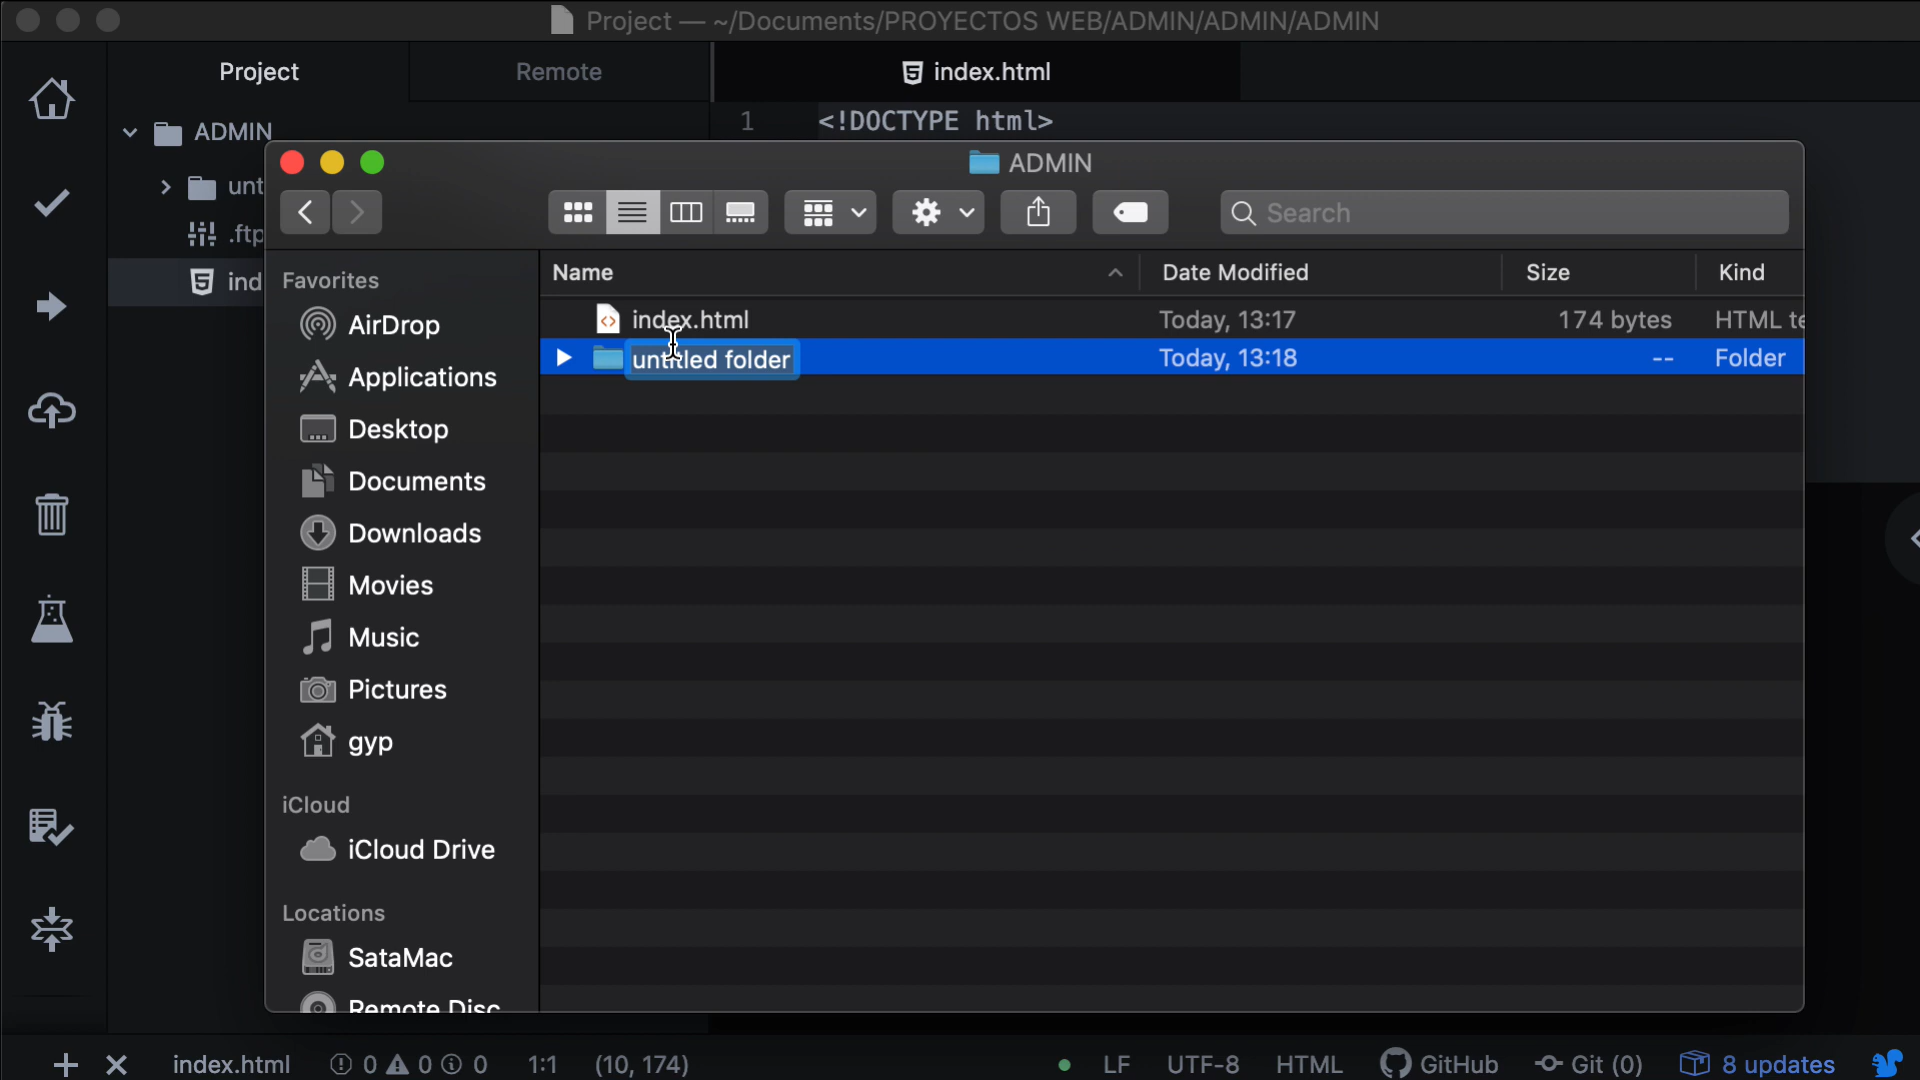 Project — ~/Documents/PROYECTOS WEB/ADMIN/ADMIN/ADMIN
Project
Remote
index.html
ADMIN
unt
.ftp
ind
1 <!DOCTYPE html>
ADMIN
Search
Favorites
AirDrop
Applications
Desktop
Documents
Downloads
Movies
Music
Pictures
gyp
iCloud
iCloud Drive
Locations
SataMac
Remote Disc
Name Date Modified Size Kind
index.html Today, 13:17 174 bytes HTML te
untitled folder Today, 13:18 -- Folder
index.html 0 0 0 1:1 (10, 174) LF UTF-8 HTML GitHub Git (0) 8 updates